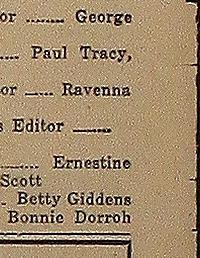 or ........ George
.... Paul Tracy,
or ...... Ravenna
s Editor ........
........ Ernestine
Scott
. Betty Giddens
Bonnie Dorroh